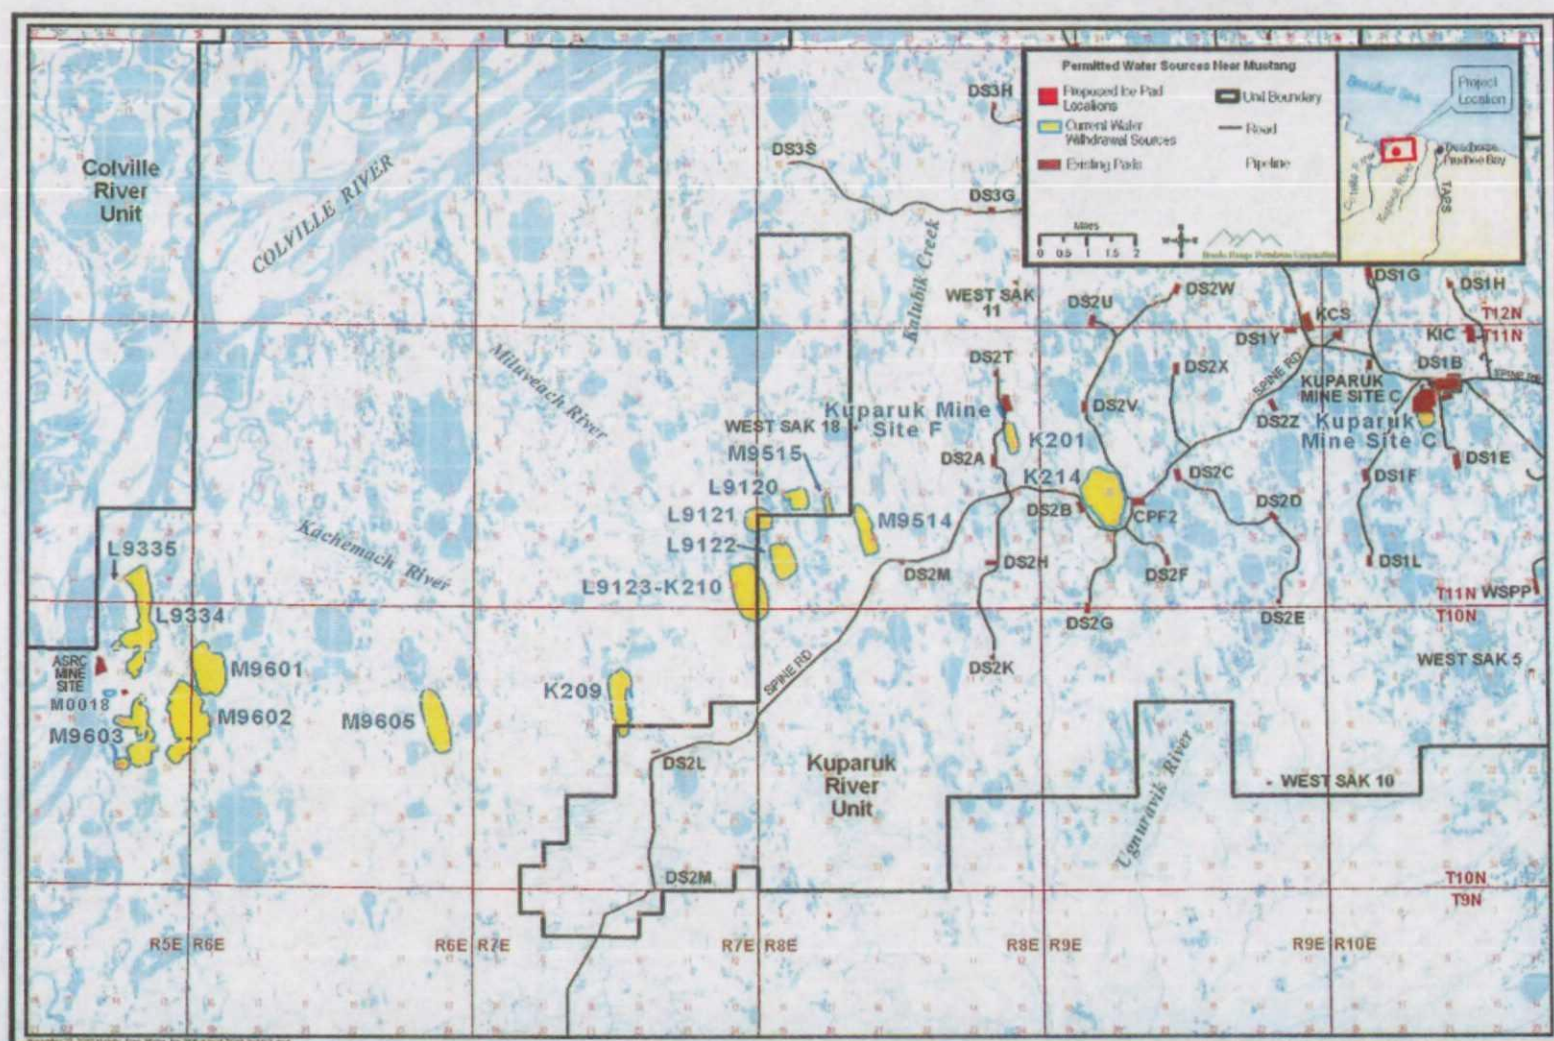 Permitted Water Sources Near Mustang
Proposed Ice Pad
Locations
Unit Boundary
Current Water
Withdrawal Sources
Road
Existing Pads
Pipeline
Miles
0 0.5 1 1.5 2
Beaufort Sea
Project
Location
Deadhorse
Prudhoe Bay
TAPS
Colville
River
Unit
COLVILLE RIVER
DS3H
DS3S
DS3G
Kalubik Creek
WEST SAK
11
DS2U
DS2W
DS1G
DS1H
T12N
T11N
KCS
DS1Y
KIC
SPINE RD
DS1B
SPINE RD
Miluveach River
DS2T
DS2X
KUPARUK
MINE SITE C
Kuparuk Mine
Site F
WEST SAK 18
DS2V
DS2Z
Kuparuk
Mine Site C
M9515
K201
DS2A
K214
DS2C
DS1F
DS1E
L9120
L9121
M9514
DS2B
CPF2
DS2D
Kachemach River
L9122
L9335
L9123-K210
DS2M
DS2H
DS2F
DS1L
T11N
WSPP
T10N
L9334
DS2G
DS2E
ASRC
MINE
SITE
M9601
SPINE RD
DS2K
WEST SAK 5
M0018
K209
M9603
M9602
M9605
DS2L
Kuparuk
River
Unit
Ugnuravik River
WEST SAK 10
DS2M
T10N
T9N
R5E R6E
R6E R7E
R7E R8E
R8E R9E
R9E R10E